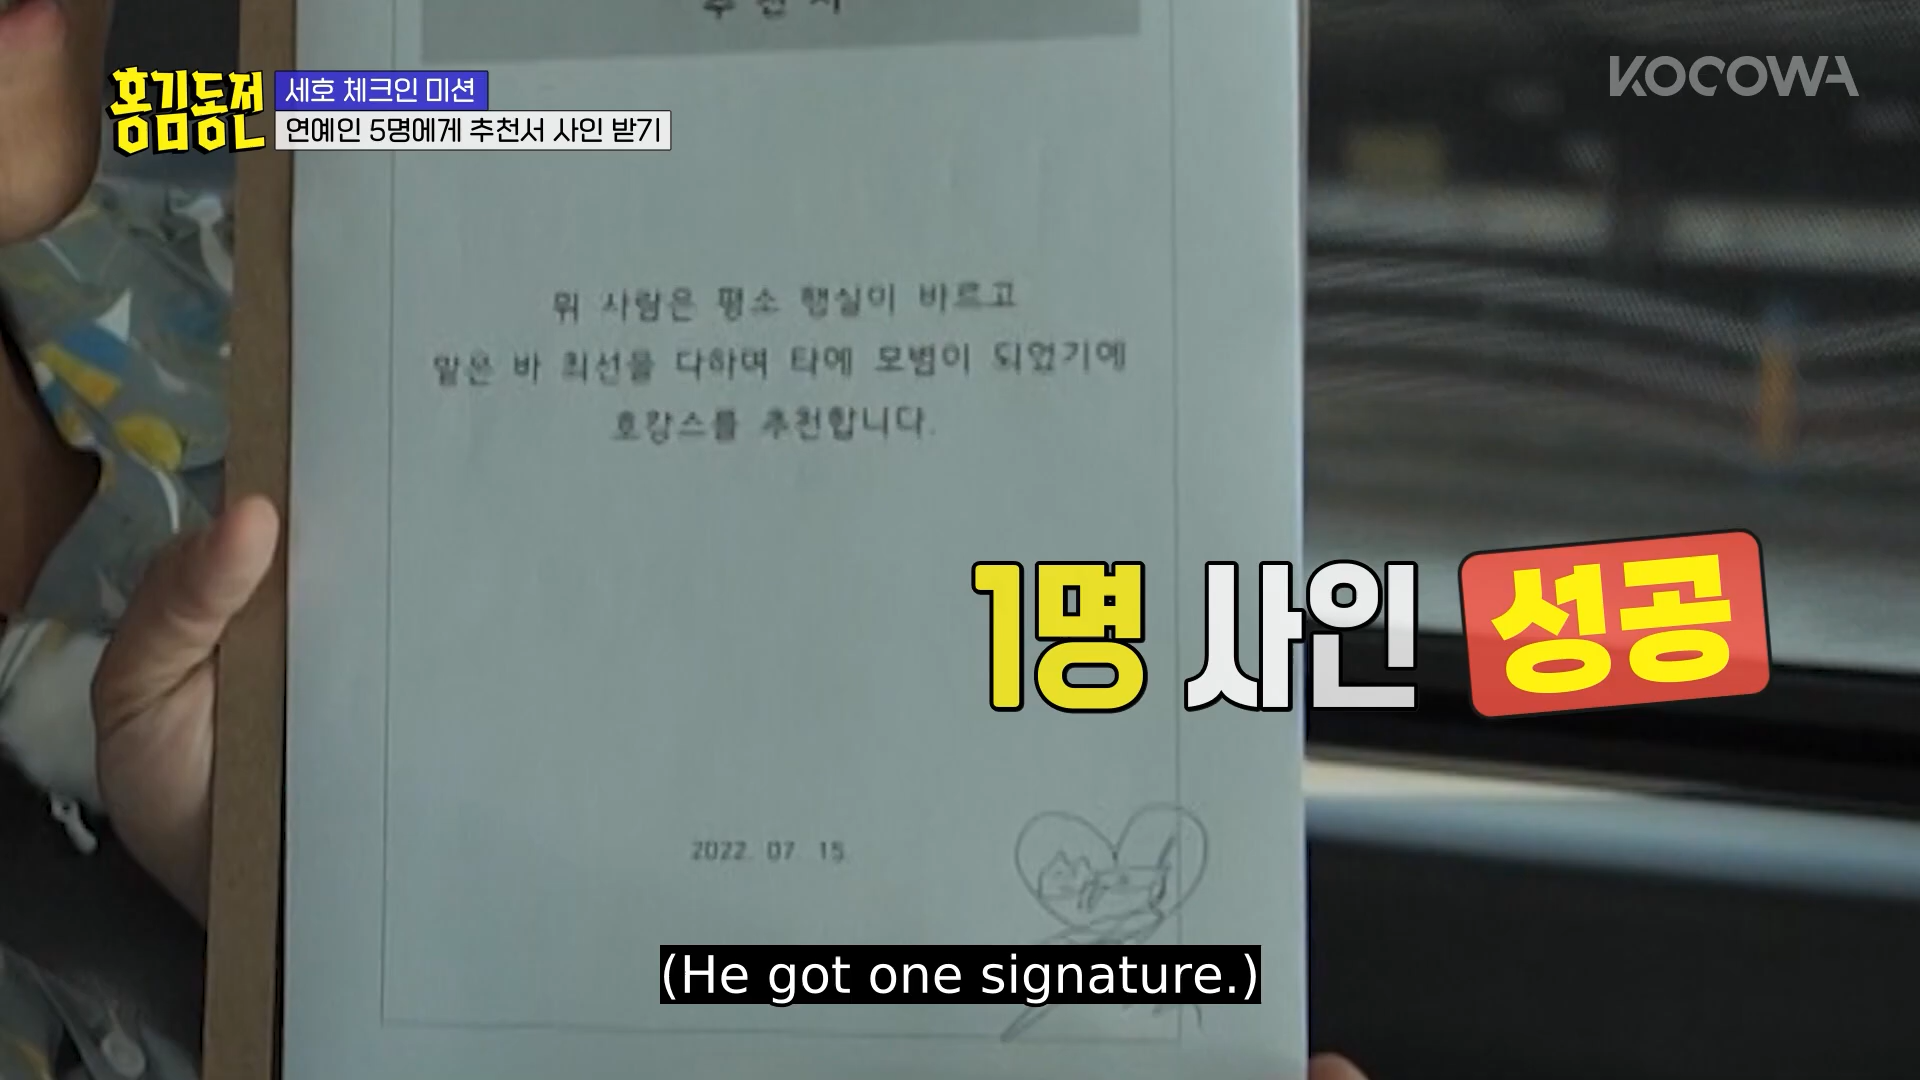 추천서
홍김동전
세호 체크인 미션
연예인 5명에게 추천서 사인 받기
KOCOWA
위 사람은 평소 행실이 바르고
맡은 바 최선을 다하며 타에 모범이 되었기에
호캉스를 추천합니다.
1명 사인 성공
2022. 07. 15.
(He got one signature.)